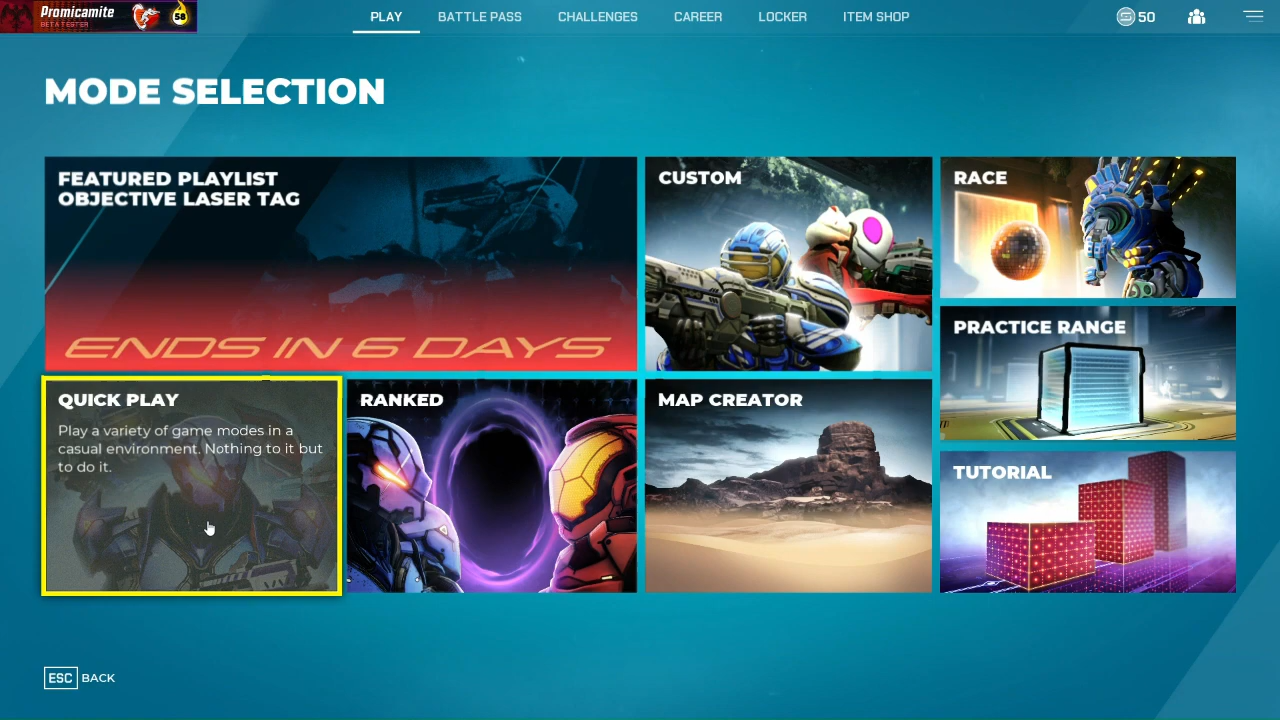 Promicamite
BETA TESTER
58
PLAY
BATTLE PASS
CHALLENGES
CAREER
LOCKER
ITEM SHOP
50
MODE SELECTION
FEATURED PLAYLIST
OBJECTIVE LASER TAG
ENDS IN 6 DAYS
CUSTOM
RACE
PRACTICE RANGE
QUICK PLAY
Play a variety of game modes in a
casual environment. Nothing to it but
to do it.
RANKED
MAP CREATOR
TUTORIAL
ESC BACK